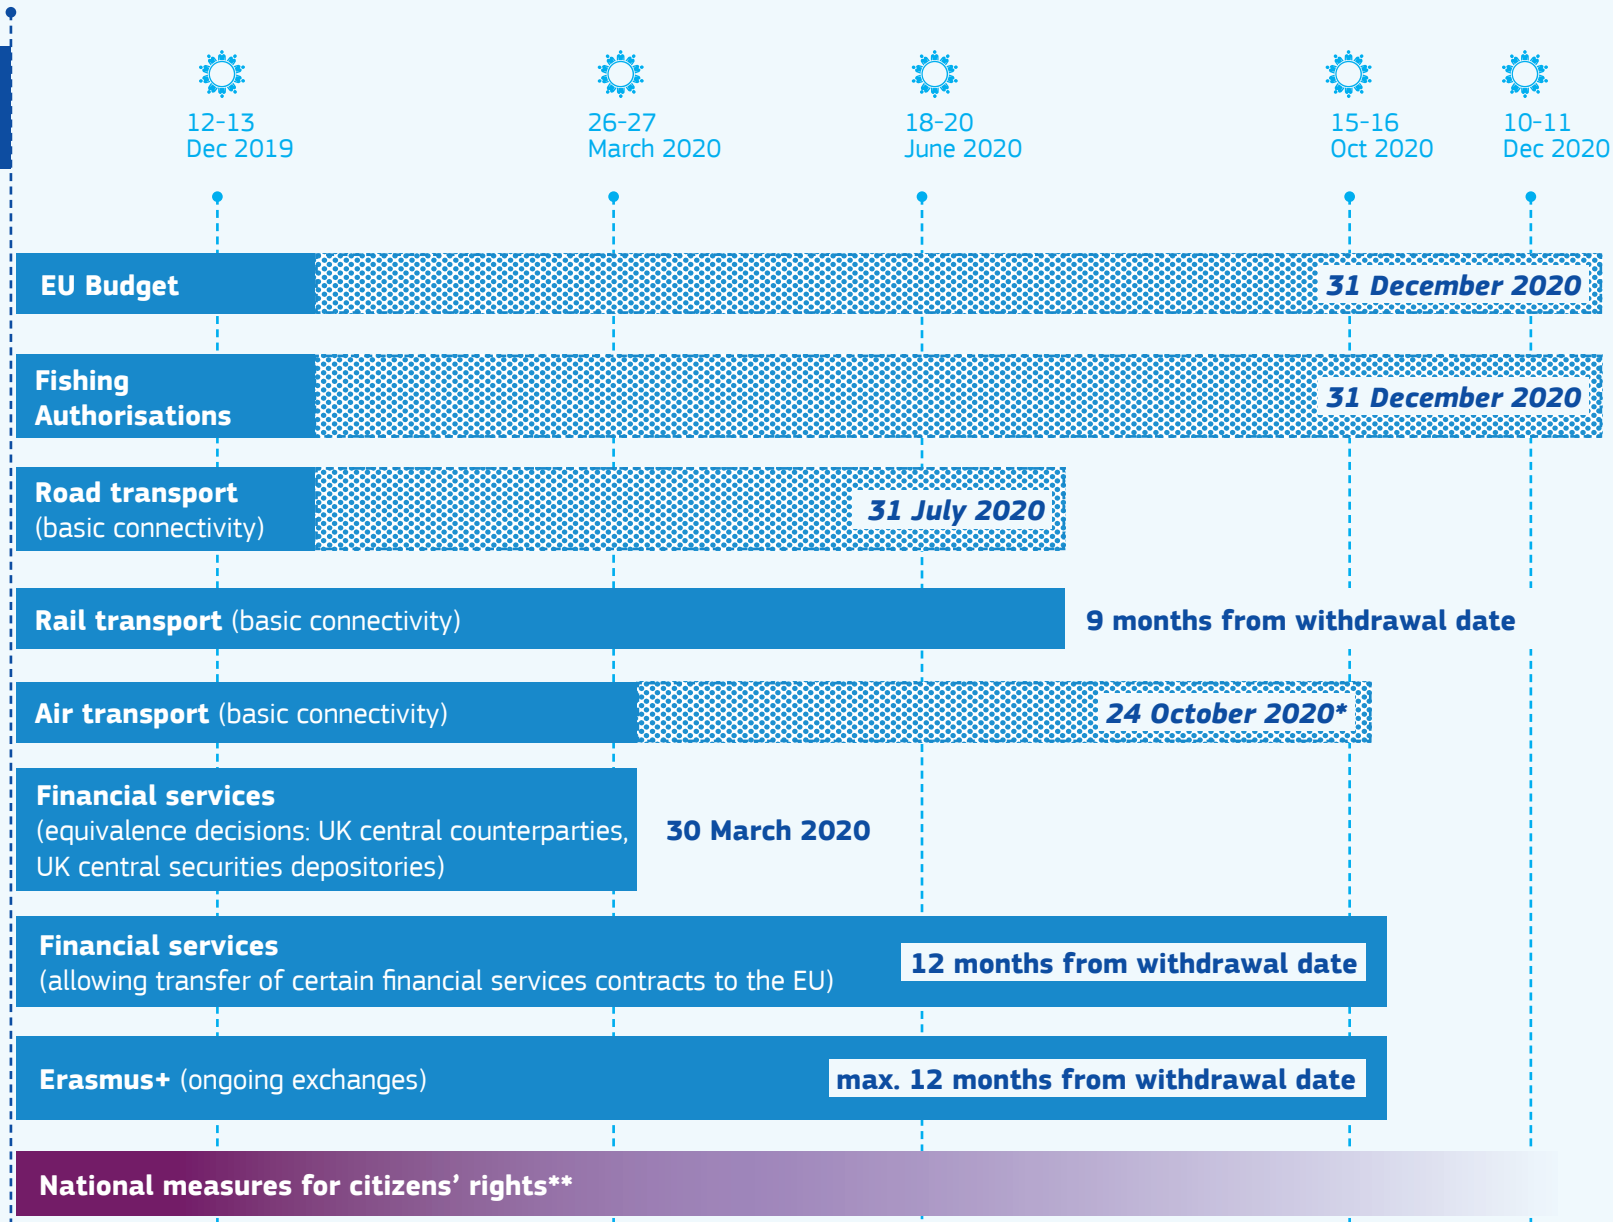 12-13
Dec 2019
26-27
March 2020
18-20
June 2020
15-16
Oct 2020
10-11
Dec 2020
EU Budget
31 December 2020
Fishing
Authorisations
31 December 2020
Road transport
(basic connectivity)
31 July 2020
Rail transport (basic connectivity)
9 months from withdrawal date
Air transport (basic connectivity)
24 October 2020*
Financial services
(equivalence decisions: UK central counterparties,
UK central securities depositories)
30 March 2020
Financial services
(allowing transfer of certain financial services contracts to the EU)
12 months from withdrawal date
Erasmus+ (ongoing exchanges)
max. 12 months from withdrawal date
National measures for citizens’ rights**